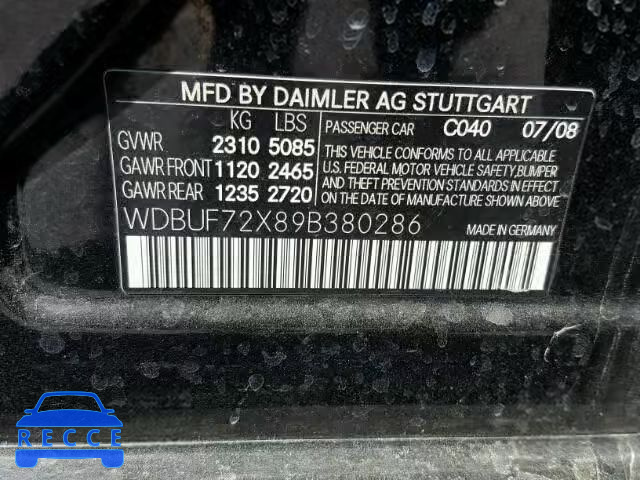 MFD BY DAIMLER AG STUTTGART
KG LBS
GVWR 2310 5085
GAWR FRONT 1120 2465
GAWR REAR 1235 2720
PASSENGER CAR C040 07/08
THIS VEHICLE CONFORMS TO ALL APPLICABLE
U.S. FEDERAL MOTOR VEHICLE SAFETY, BUMPER,
AND THEFT PREVENTION STANDARDS IN EFFECT
ON THE DATE OF MANUFACTURE SHOWN ABOVE.
WDBUF72X89B380286
MADE IN GERMANY
RECCE